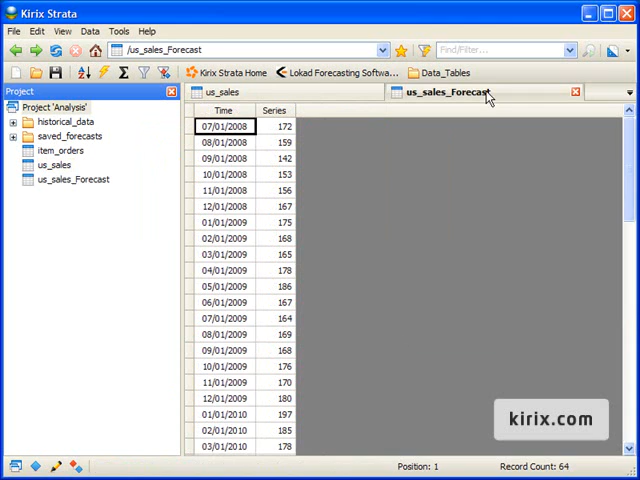 Kirix Strata
File Edit View Data Tools Help
/us_sales_Forecast
Find/Filter...
Kirix Strata Home Lokad Forecasting Softwa... Data_Tables
Project
us_sales
us_sales_Forecast
Project 'Analysis'
historical_data
saved_forecasts
item_orders
us_sales
us_sales_Forecast
Time Series
07/01/2008 172
08/01/2008 159
09/01/2008 142
10/01/2008 153
11/01/2008 156
12/01/2008 167
01/01/2009 175
02/01/2009 168
03/01/2009 165
04/01/2009 178
05/01/2009 186
06/01/2009 167
07/01/2009 164
08/01/2009 169
09/01/2009 168
10/01/2009 176
11/01/2009 170
12/01/2009 180
01/01/2010 197
02/01/2010 185
03/01/2010 178
kirix.com
Position: 1
Record Count: 64